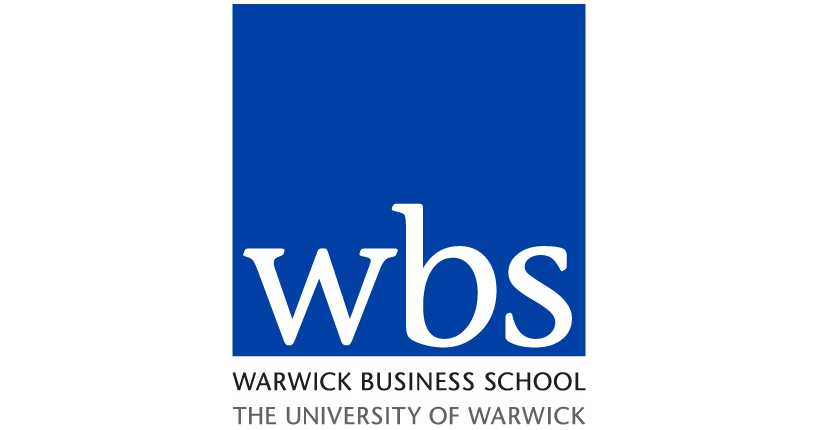 wbs
WARWICK BUSINESS SCHOOL
THE UNIVERSITY OF WARWICK